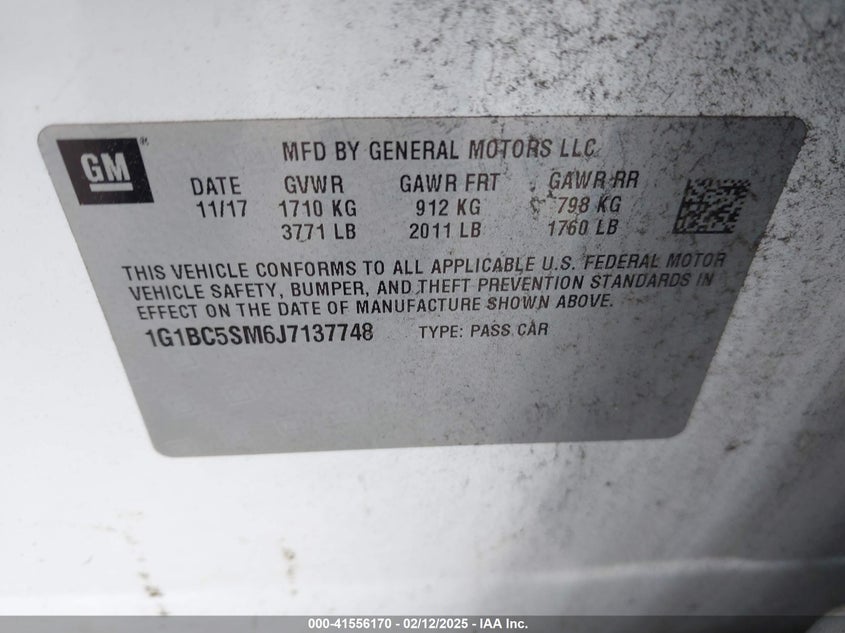 GM®
MFD BY GENERAL MOTORS LLC
DATE GVWR GAWR FRT GAWR RR
11/17 1710 KG 912 KG 798 KG
3771 LB 2011 LB 1760 LB
THIS VEHICLE CONFORMS TO ALL APPLICABLE U.S. FEDERAL MOTOR
VEHICLE SAFETY, BUMPER, AND THEFT PREVENTION STANDARDS IN
EFFECT ON THE DATE OF MANUFACTURE SHOWN ABOVE.
1G1BC5SM6J7137748 TYPE: PASS CAR
000-41556170 - 02/12/2025 - IAA Inc.